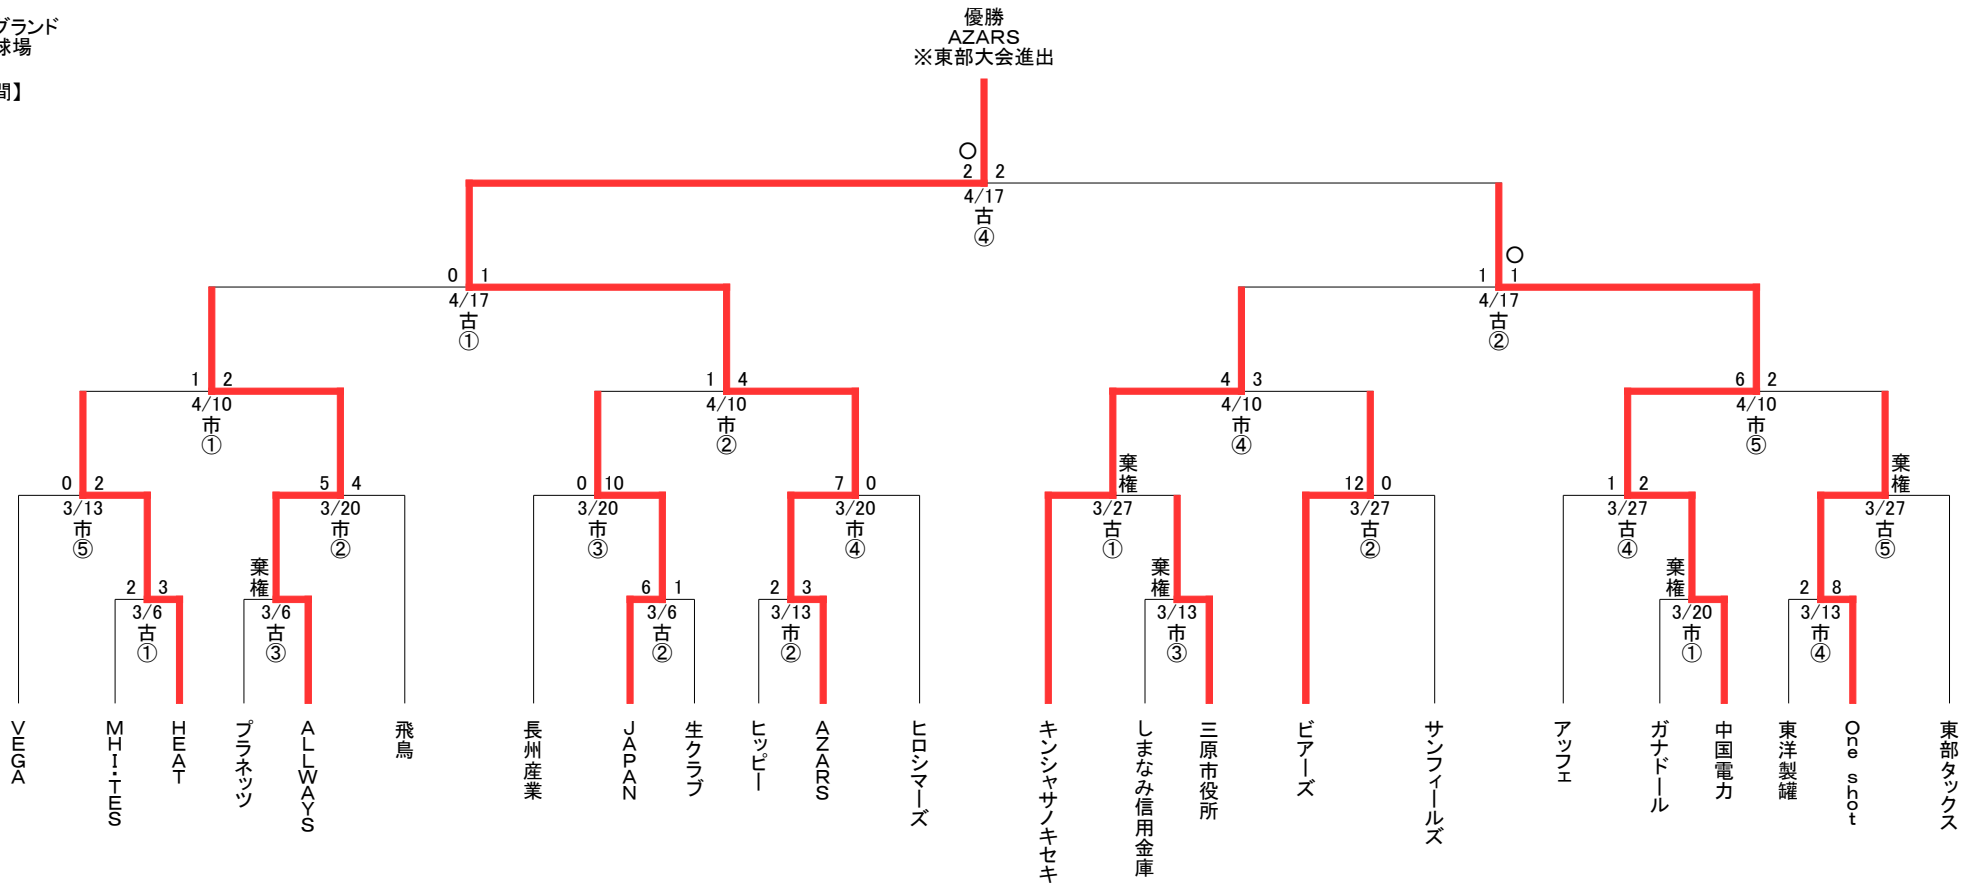 グランド
球場
間】
優勝
AZARS
※東部大会進出
○
2 2
4/17
古
④
0 1
4/17
古
①
○
1 1
4/17
古
②
1 2
4/10
市
①
1 4
4/10
市
②
4 3
4/10
市
④
6 2
4/10
市
⑤
0 2
3/13
市
⑤
5 4
3/20
市
②
0 10
3/20
市
③
7 0
3/20
市
④
棄権
3/27
古
①
12 0
3/27
古
②
1 2
3/27
古
④
棄権
3/27
古
⑤
2 3
3/6
古
①
棄権
3/6
古
③
6 1
3/6
古
②
2 3
3/13
市
②
棄権
3/13
市
③
棄権
3/20
市
①
2 8
3/13
市
④
VEGA
MHI・TES
HEAT
プラネッツ
ALLWAYS
飛鳥
長州産業
JAPAN
生クラブ
ヒッピー
AZARS
ヒロシマーズ
キンシャサノキセキ
しまなみ信用金庫
三原市役所
ビアーズ
サンフィールズ
アッフェ
ガナドール
中国電力
東洋製罐
One shot
東部タックス